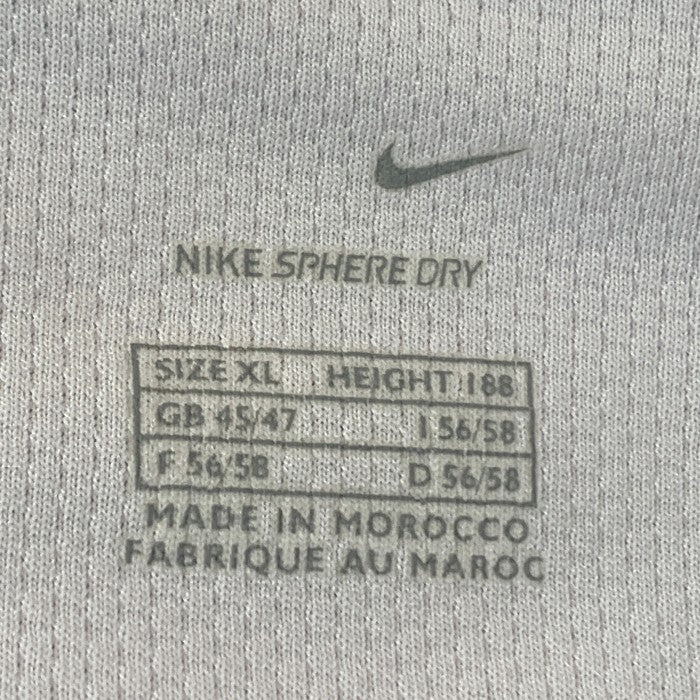 NIKE SPHERE DRY
SIZE XL HEIGHT 188
GB 45/47 I 56/58
F 56/58 D 56/58
MADE IN MOROCCO
FABRIQUE AU MAROC